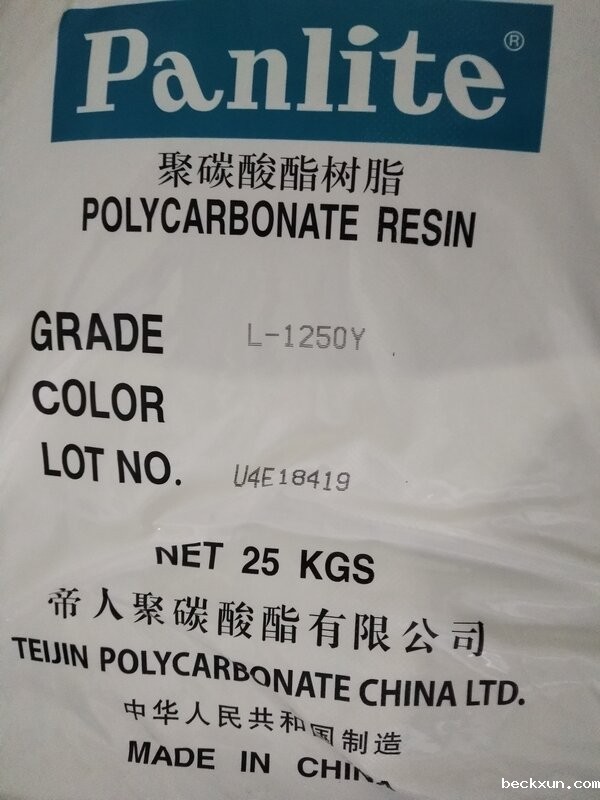 Panlite®
聚碳酸酯树脂
POLYCARBONATE RESIN
GRADE L-1250Y
COLOR
LOT NO. U4E18419
NET 25 KGS
帝人聚碳酸酯有限公司
TEIJIN POLYCARBONATE CHINA LTD.
中华人民共和国制造
MADE IN CHINA
beckxun.com